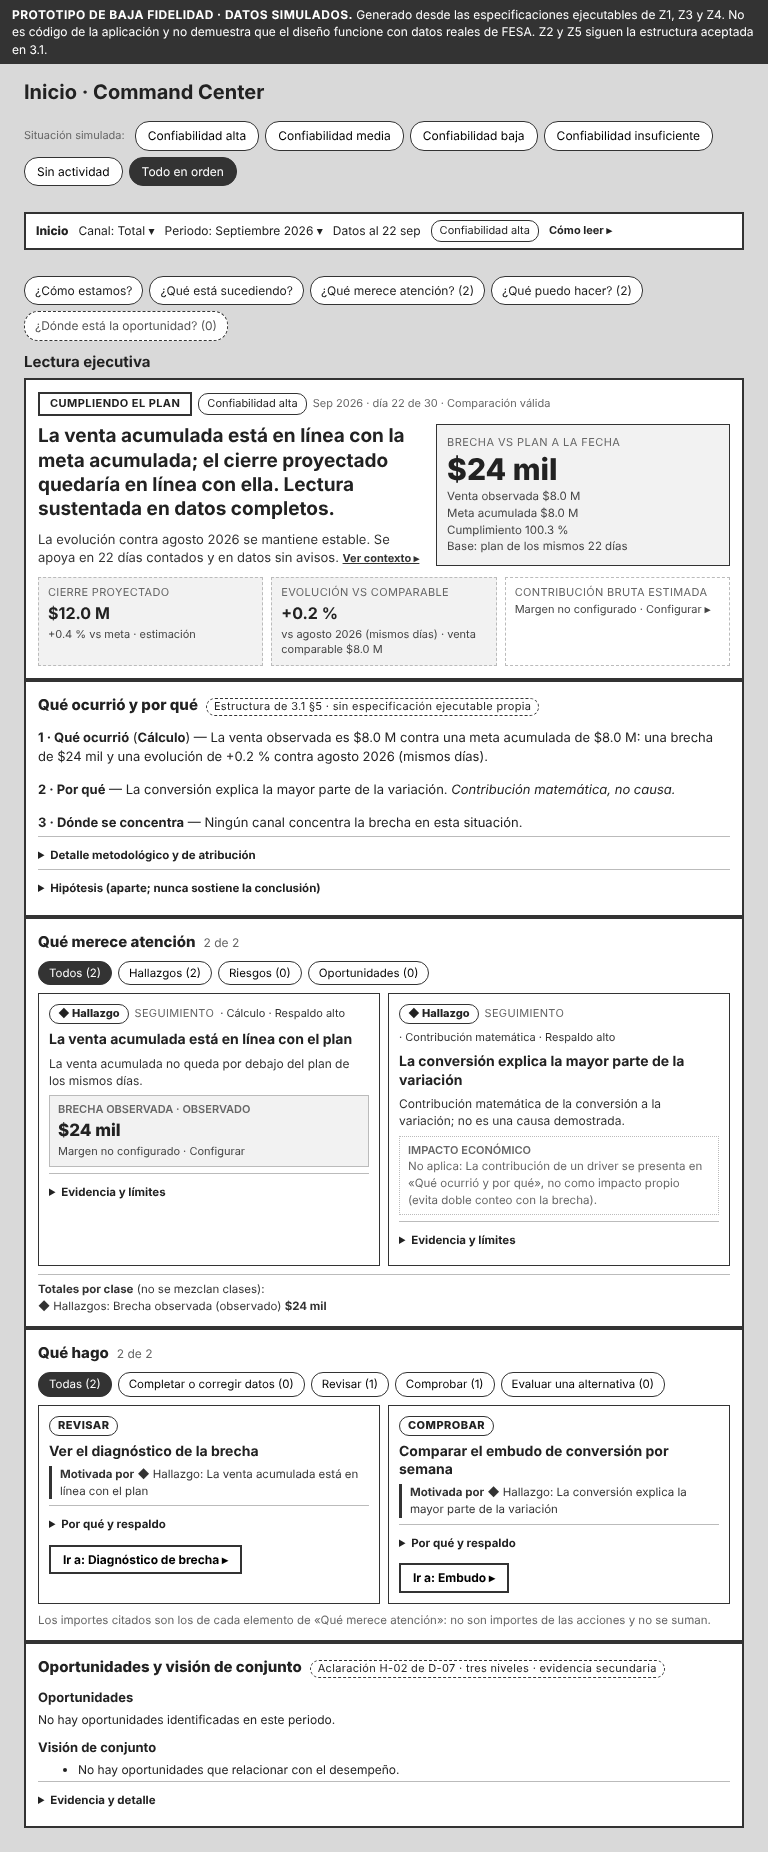 PROTOTIPO DE BAJA FIDELIDAD · DATOS SIMULADOS. Generado desde las especificaciones ejecutables de Z1, Z3 y Z4. No
es código de la aplicación y no demuestra que el diseño funcione con datos reales de FESA. Z2 y Z5 siguen la estructura aceptada
en 3.1.
Inicio · Command Center
Situación simulada: Confiabilidad alta Confiabilidad media Confiabilidad baja Confiabilidad insuficiente
Sin actividad Todo en orden
Inicio Canal: Total ▾ Periodo: Septiembre 2026 ▾ Datos al 22 sep Confiabilidad alta Cómo leer ▸
¿Cómo estamos? ¿Qué está sucediendo? ¿Qué merece atención? (2) ¿Qué puedo hacer? (2)
¿Dónde está la oportunidad? (0)
Lectura ejecutiva
CUMPLIENDO EL PLAN Confiabilidad alta Sep 2026 · día 22 de 30 · Comparación válida
La venta acumulada está en línea con la
meta acumulada; el cierre proyectado
quedaría en línea con ella. Lectura
sustentada en datos completos.
La evolución contra agosto 2026 se mantiene estable. Se
apoya en 22 días contados y en datos sin avisos. Ver contexto ▸
BRECHA VS PLAN A LA FECHA
$24 mil
Venta observada $8.0 M
Meta acumulada $8.0 M
Cumplimiento 100.3 %
Base: plan de los mismos 22 días
CIERRE PROYECTADO
$12.0 M
+0.4 % vs meta · estimación
EVOLUCIÓN VS COMPARABLE
+0.2 %
vs agosto 2026 (mismos días) · venta
comparable $8.0 M
CONTRIBUCIÓN BRUTA ESTIMADA
Margen no configurado · Configurar ▸
Qué ocurrió y por qué Estructura de 3.1 §5 · sin especificación ejecutable propia
1 · Qué ocurrió (Cálculo) — La venta observada es $8.0 M contra una meta acumulada de $8.0 M: una brecha
de $24 mil y una evolución de +0.2 % contra agosto 2026 (mismos días).
2 · Por qué — La conversión explica la mayor parte de la variación. Contribución matemática, no causa.
3 · Dónde se concentra — Ningún canal concentra la brecha en esta situación.
▶ Detalle metodológico y de atribución
▶ Hipótesis (aparte; nunca sostiene la conclusión)
Qué merece atención 2 de 2
Todos (2) Hallazgos (2) Riesgos (0) Oportunidades (0)
◆ Hallazgo SEGUIMIENTO · Cálculo · Respaldo alto
La venta acumulada está en línea con el plan
La venta acumulada no queda por debajo del plan de
los mismos días.
BRECHA OBSERVADA · OBSERVADO
$24 mil
Margen no configurado · Configurar
▶ Evidencia y límites
◆ Hallazgo SEGUIMIENTO
· Contribución matemática · Respaldo alto
La conversión explica la mayor parte de la
variación
Contribución matemática de la conversión a la
variación; no es una causa demostrada.
IMPACTO ECONÓMICO
No aplica: La contribución de un driver se presenta en
«Qué ocurrió y por qué», no como impacto propio
(evita doble conteo con la brecha).
▶ Evidencia y límites
Totales por clase (no se mezclan clases):
◆ Hallazgos: Brecha observada (observado) $24 mil
Qué hago 2 de 2
Todas (2) Completar o corregir datos (0) Revisar (1) Comprobar (1) Evaluar una alternativa (0)
REVISAR
Ver el diagnóstico de la brecha
Motivada por ◆ Hallazgo: La venta acumulada está en
línea con el plan
▶ Por qué y respaldo
Ir a: Diagnóstico de brecha ▸
COMPROBAR
Comparar el embudo de conversión por
semana
Motivada por ◆ Hallazgo: La conversión explica la
mayor parte de la variación
▶ Por qué y respaldo
Ir a: Embudo ▸
Los importes citados son los de cada elemento de «Qué merece atención»: no son importes de las acciones y no se suman.
Oportunidades y visión de conjunto Aclaración H-02 de D-07 · tres niveles · evidencia secundaria
Oportunidades
No hay oportunidades identificadas en este periodo.
Visión de conjunto
• No hay oportunidades que relacionar con el desempeño.
▶ Evidencia y detalle